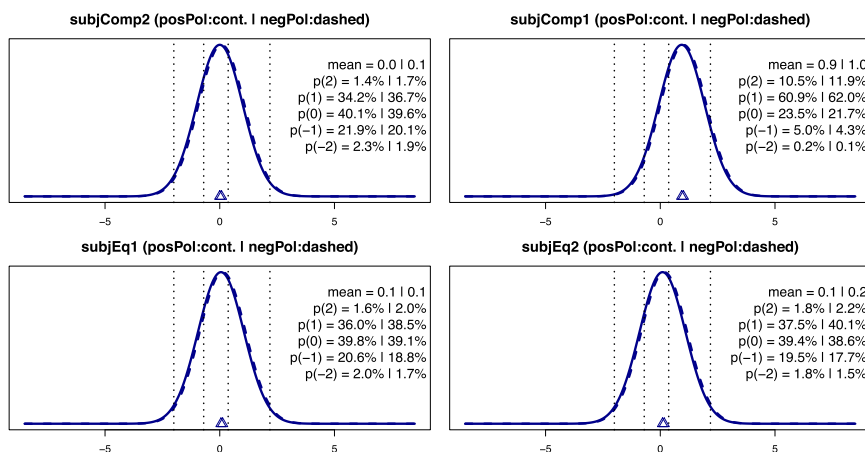 subjComp2 (posPol:cont. | negPol:dashed)
mean = 0.0 | 0.1
p(2) = 1.4% | 1.7%
p(1) = 34.2% | 36.7%
p(0) = 40.1% | 39.6%
p(−1) = 21.9% | 20.1%
p(−2) = 2.3% | 1.9%
−5 0 5
subjComp1 (posPol:cont. | negPol:dashed)
mean = 0.9 | 1.0
p(2) = 10.5% | 11.9%
p(1) = 60.9% | 62.0%
p(0) = 23.5% | 21.7%
p(−1) = 5.0% | 4.3%
p(−2) = 0.2% | 0.1%
−5 0 5
subjEq1 (posPol:cont. | negPol:dashed)
mean = 0.1 | 0.1
p(2) = 1.6% | 2.0%
p(1) = 36.0% | 38.5%
p(0) = 39.8% | 39.1%
p(−1) = 20.6% | 18.8%
p(−2) = 2.0% | 1.7%
−5 0 5
subjEq2 (posPol:cont. | negPol:dashed)
mean = 0.1 | 0.2
p(2) = 1.8% | 2.2%
p(1) = 37.5% | 40.1%
p(0) = 39.4% | 38.6%
p(−1) = 19.5% | 17.7%
p(−2) = 1.8% | 1.5%
−5 0 5